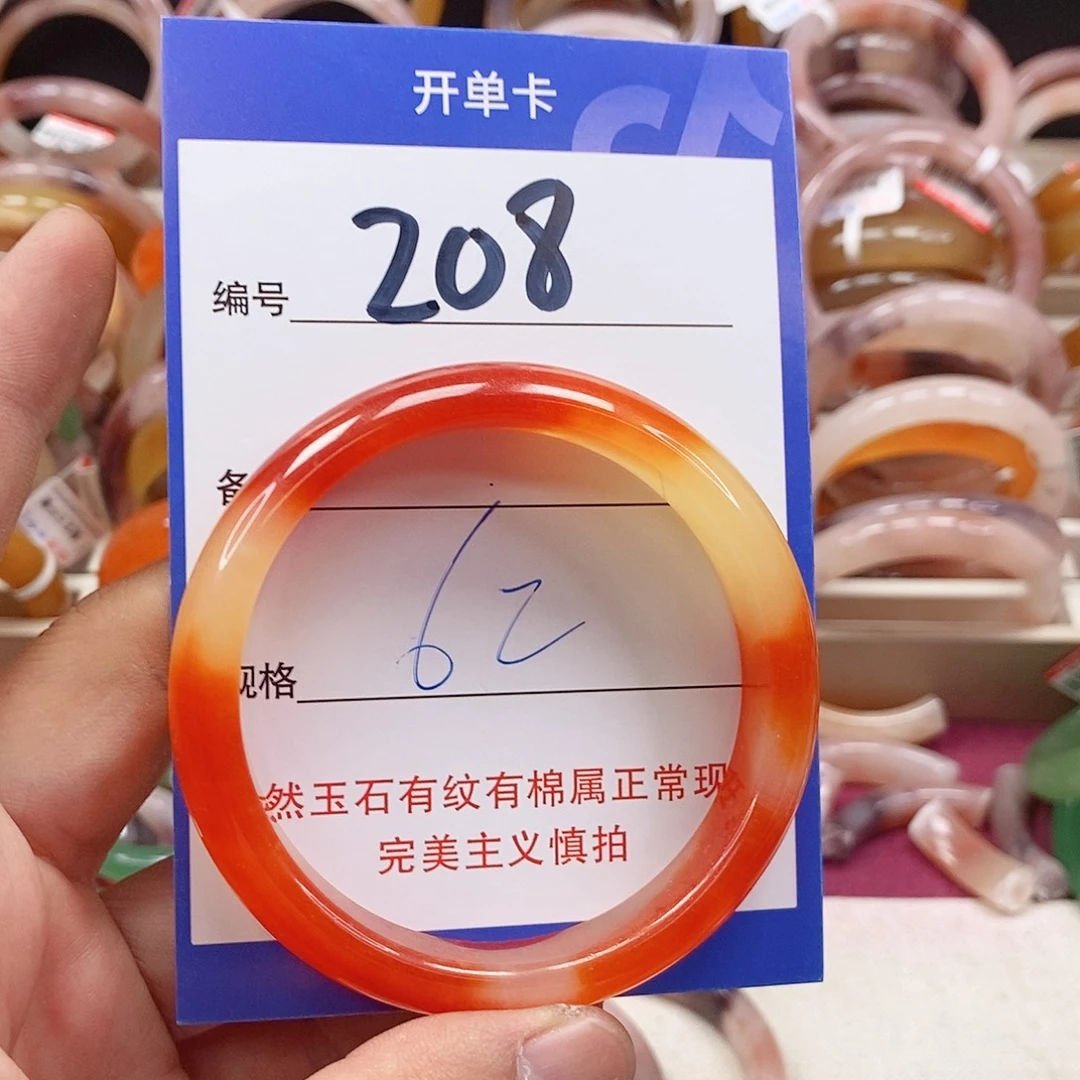 开单卡
编号 208
备
62
规格
然玉石有纹有棉属正常现
完美主义慎拍